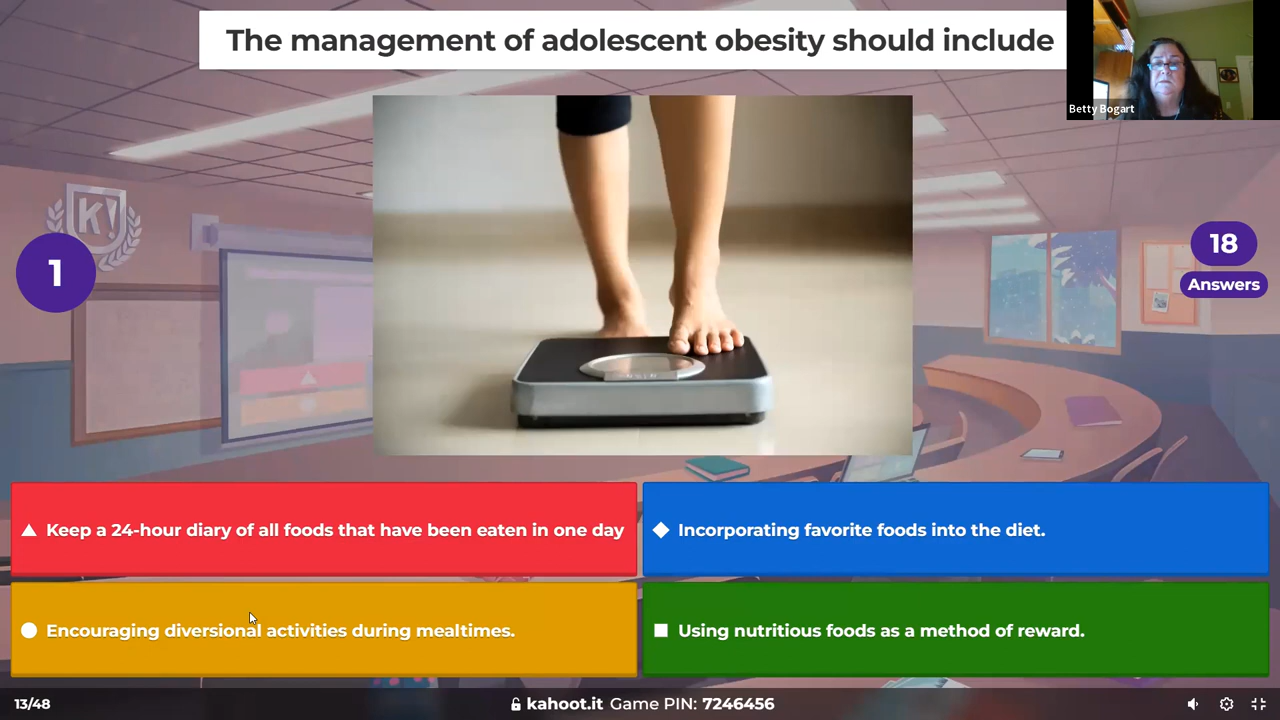 The management of adolescent obesity should include
Betty Bogart
K!
1
18
Answers
Keep a 24-hour diary of all foods that have been eaten in one day
Incorporating favorite foods into the diet.
Encouraging diversional activities during mealtimes.
Using nutritious foods as a method of reward.
13/48
kahoot.it Game PIN: 7246456